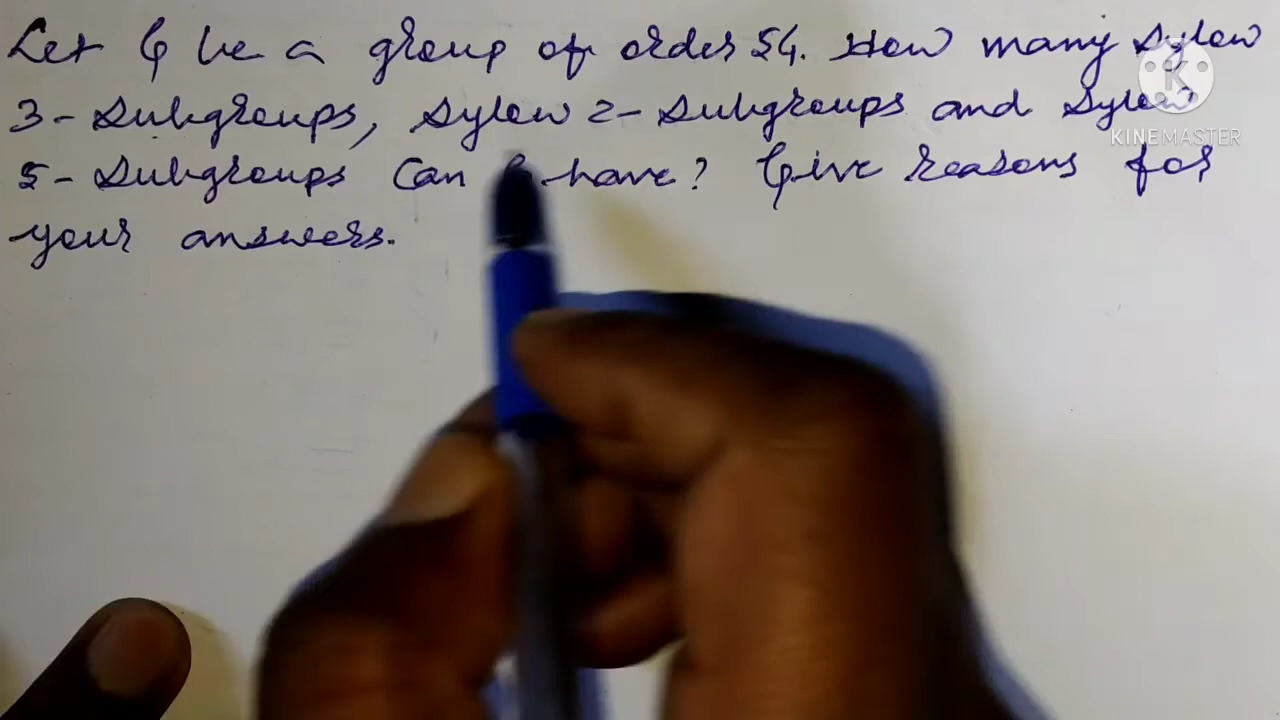 Let G be a group of order 54. How many Sylow
3-Subgroups, Sylow 2-Subgroups and Sylow
5-Subgroups Can G have? Give reasons for
your answers.
KINEMASTER